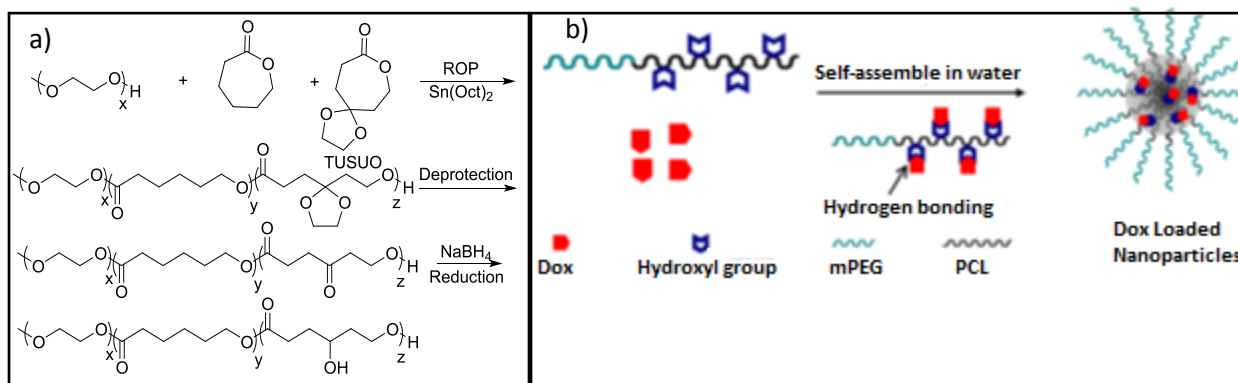 a)
O
O
O
O
O
ROP
( O
O
)
x
H
+
+
Sn(Oct)2
O
O
TUSUO
Deprotection
( O
O
)
x
(
O
O
)
y
(
O
O
O
O
)
z
H
NaBH4
Reduction
( O
O
)
x
(
O
O
)
y
(
O
O
O
)
z
H
( O
O
)
x
(
O
O
)
y
(
O
OH
O
)
z
H
b)
Self-assemble in water
Hydrogen bonding
Dox
Hydroxyl group
mPEG
PCL
Dox Loaded
Nanoparticles